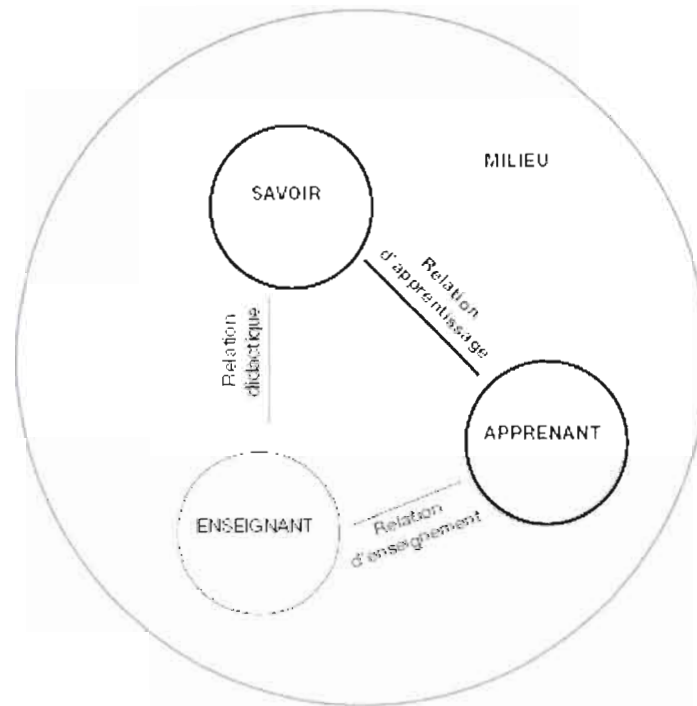 MILIEU
SAVOIR
Relation
d'apprentissage
Relation
didactique
APPRENANT
ENSEIGNANT
Relation
d'enseignement